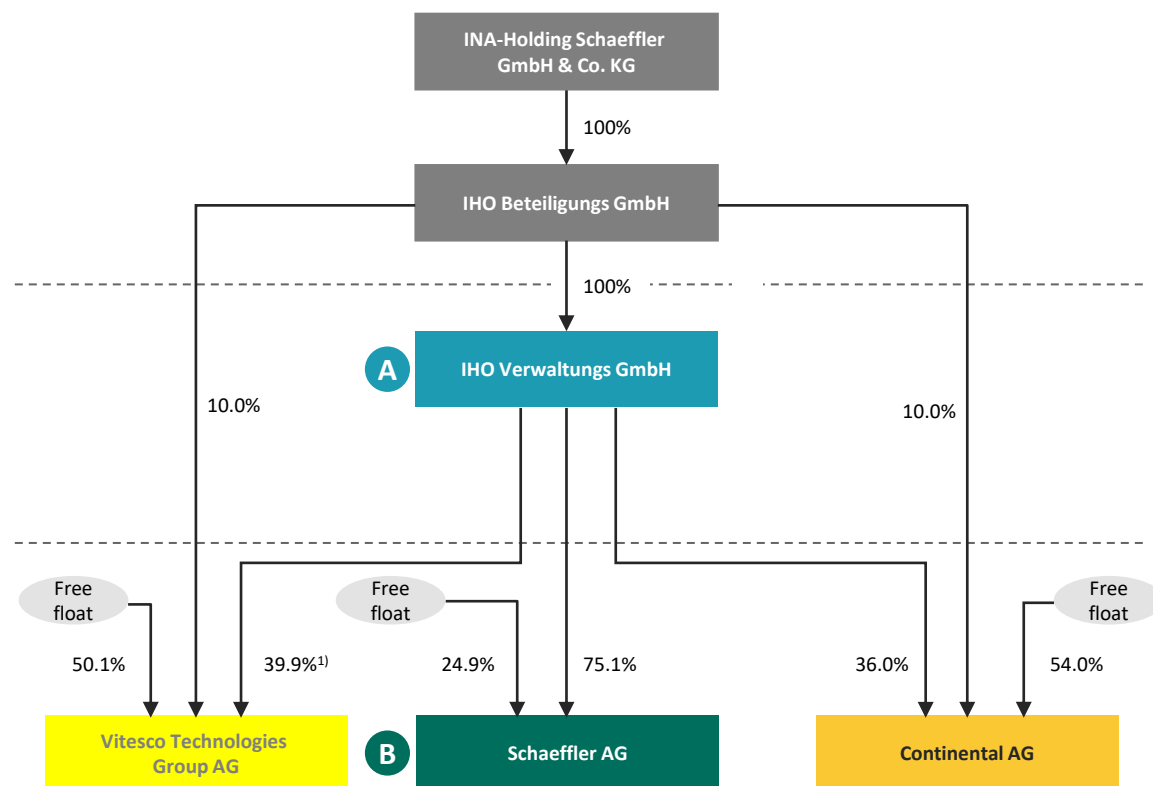 INA-Holding Schaeffler
GmbH & Co. KG
100%
IHO Beteiligungs GmbH
100%
A
IHO Verwaltungs GmbH
10.0%
10.0%
Free
float
Free
float
Free
float
50.1%
39.9%1)
24.9%
75.1%
36.0%
54.0%
Vitesco Technologies
Group AG
B
Schaeffler AG
Continental AG